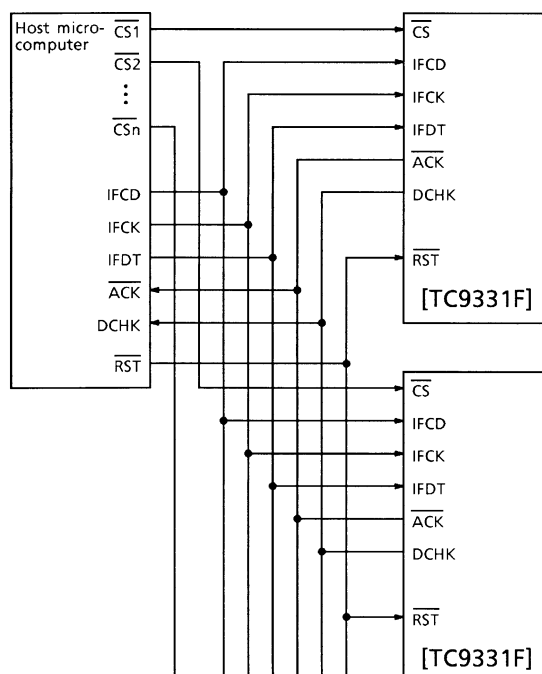 Host micro-
computer
CS1
CS2
⋮
CSn
IFCD
IFCK
IFDT
ACK
DCHK
RST
CS
IFCD
IFCK
IFDT
ACK
DCHK
RST
[TC9331F]
CS
IFCD
IFCK
IFDT
ACK
DCHK
RST
[TC9331F]